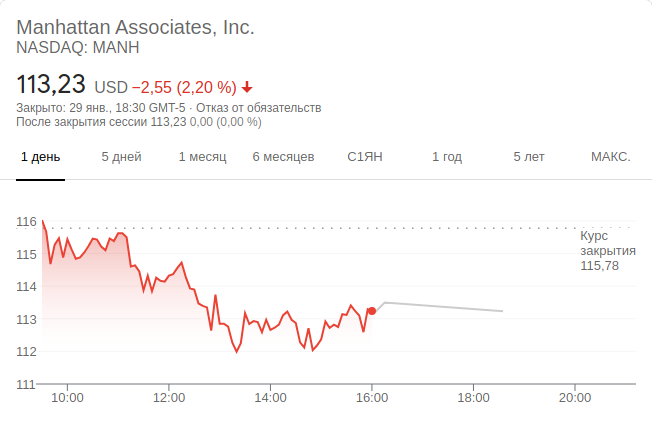 Manhattan Associates, Inc.
NASDAQ: MANH
113,23 USD −2,55 (2,20 %)
Закрыто: 29 янв., 18:30 GMT-5 · Отказ от обязательств
После закрытия сессии 113,23 0,00 (0,00 %)
1 день 5 дней 1 месяц 6 месяцев С1ЯН 1 год 5 лет МАКС.
116
Курс
закрытия
115,78
115
114
113
112
111
10:00 12:00 14:00 16:00 18:00 20:00